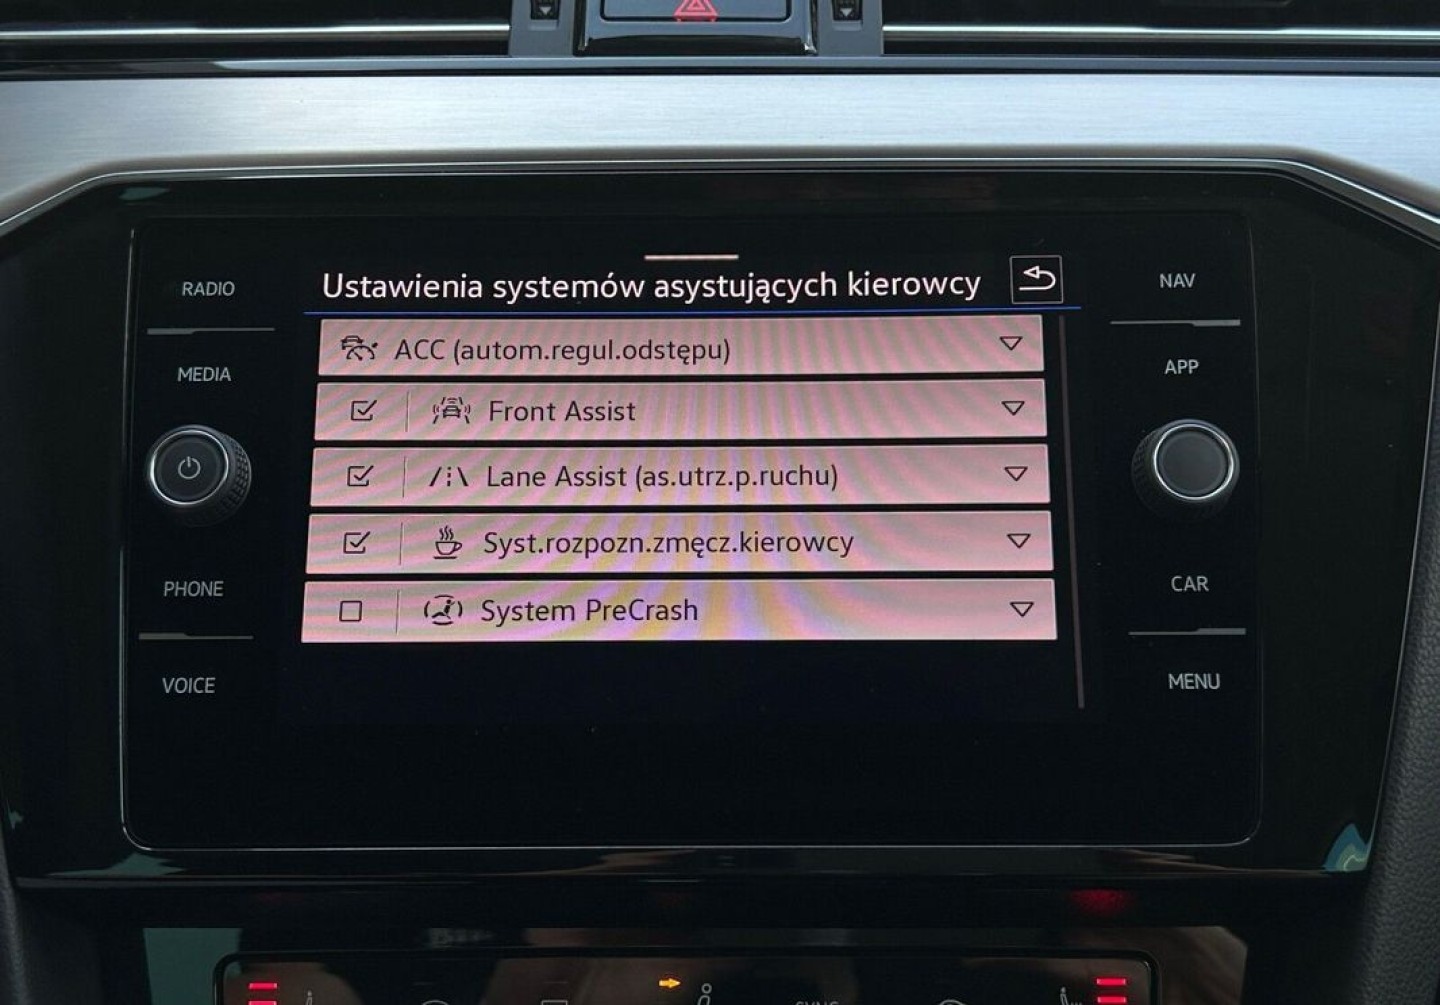 RADIO
MEDIA
PHONE
VOICE
Ustawienia systemów asystujących kierowcy
ACC (autom.regul.odstępu)
Front Assist
Lane Assist (as.utrz.p.ruchu)
Syst.rozpozn.zmęcz.kierowcy
System PreCrash
NAV
APP
CAR
MENU